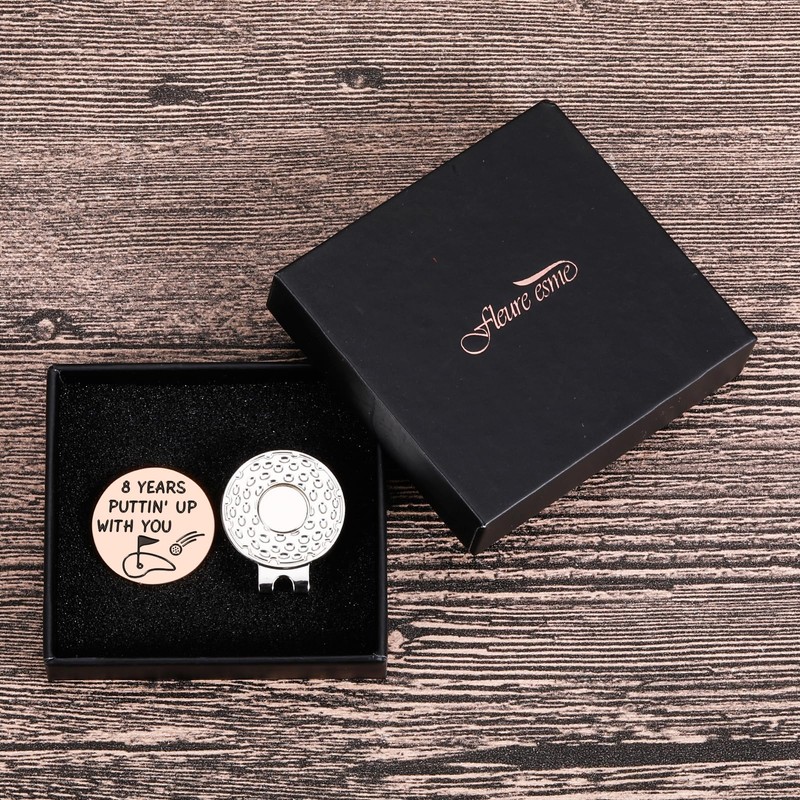 fleure esme
8 YEARS
PUTTIN' UP
WITH YOU